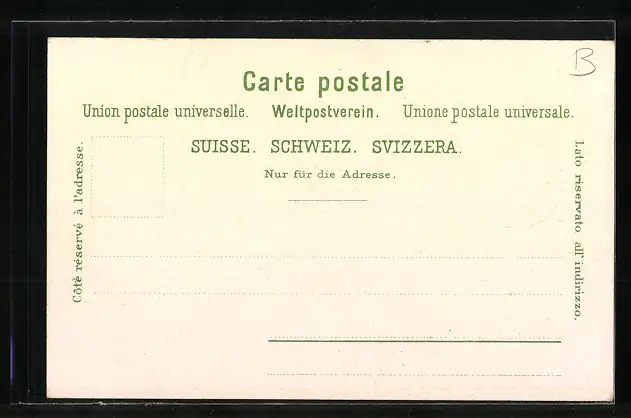 B
Carte postale
Union postale universelle. Weltpostverein. Unione postale universale.
SUISSE. SCHWEIZ. SVIZZERA.
Nur für die Adresse.
Côté réservé à l'adresse.
Lato riservato all' indirizzo.